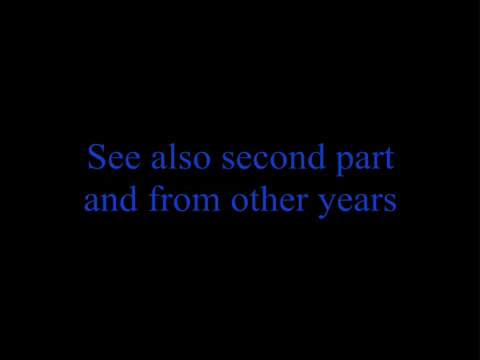 See also second part
and from other years